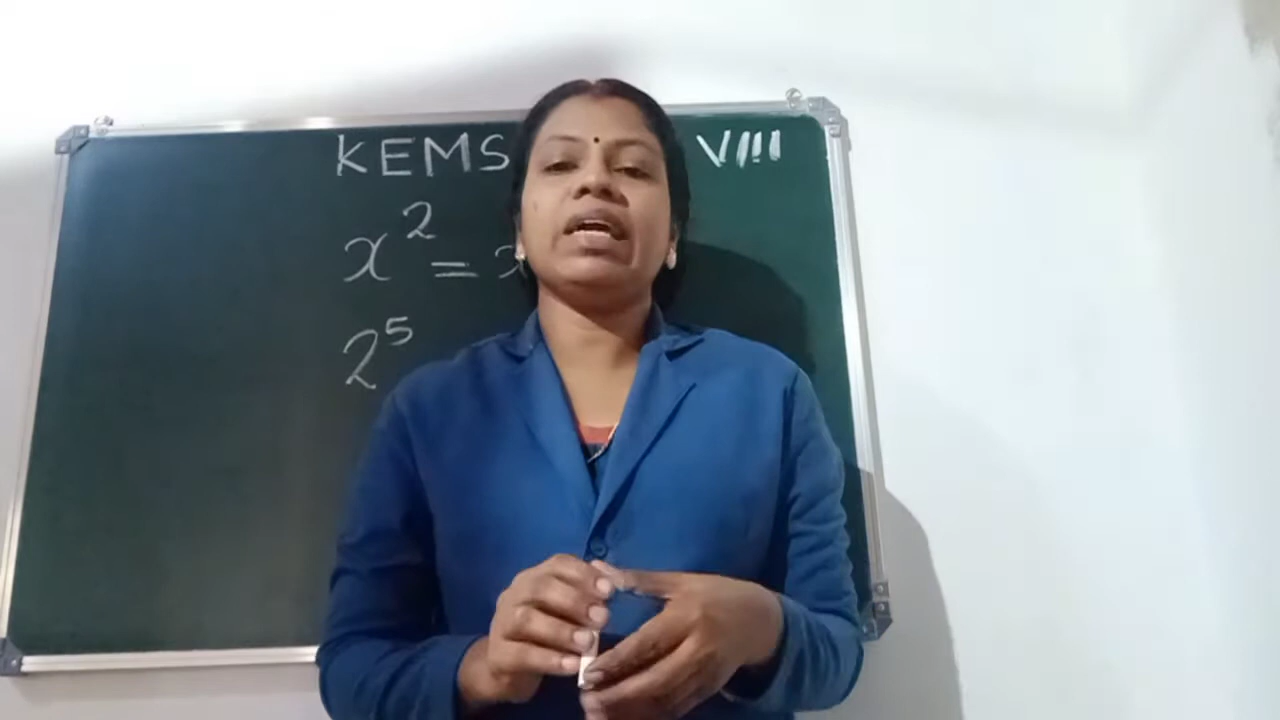 KEMS VIII
x² = x
2⁵